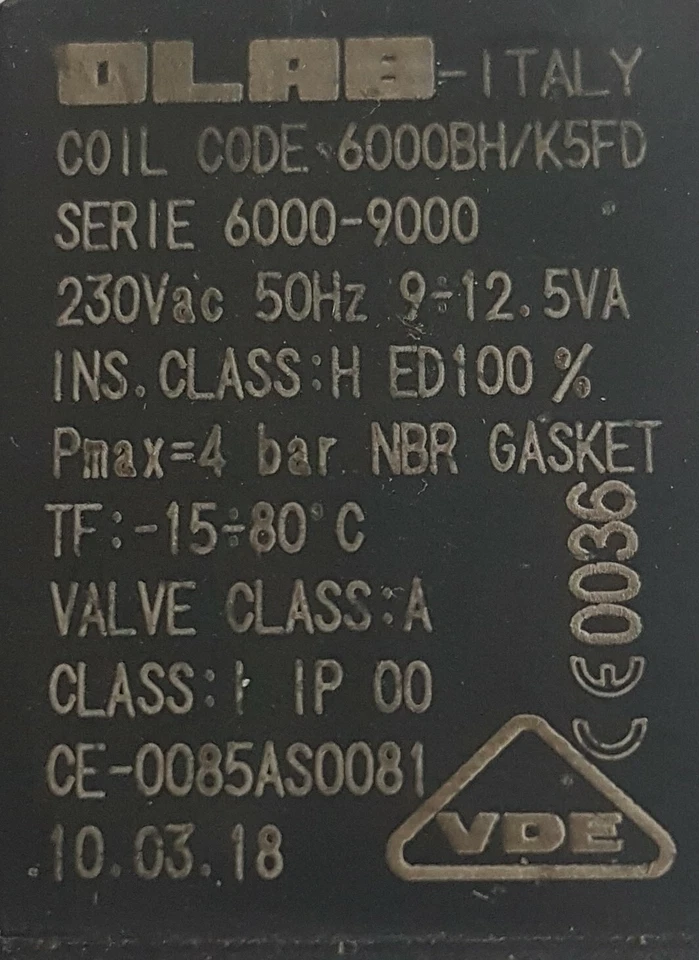 OLAB-ITALY
COIL CODE 6000BH/K5FD
SERIE 6000-9000
230Vac 50Hz 9÷12.5VA
INS.CLASS:H ED100%
Pmax=4 bar NBR GASKET
TF:-15÷80°C
VALVE CLASS:A
CLASS:I IP 00
CE-0085AS0081
10.03.18
CE0036
VDE